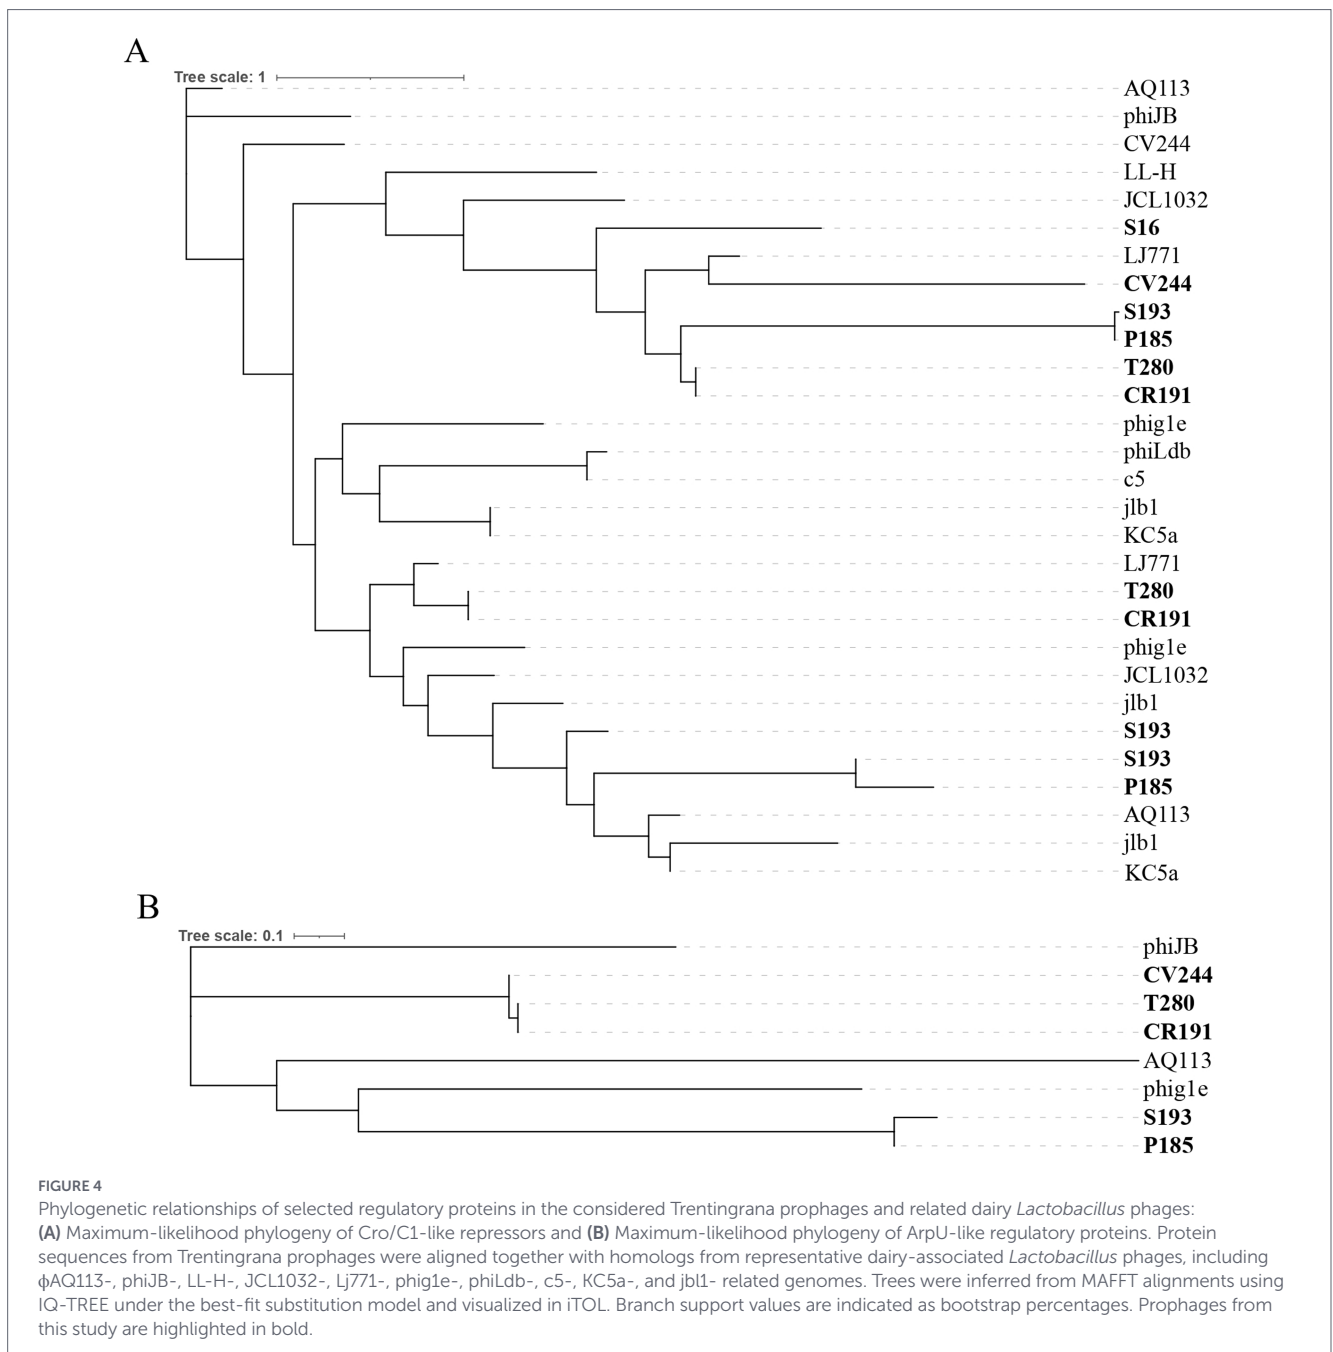 A
Tree scale: 1
AQ113
phiJB
CV244
LL-H
JCL1032
S16
LJ771
CV244
S193
P185
T280
CR191
phig1e
phiLdb
c5
jlb1
KC5a
LJ771
T280
CR191
phig1e
JCL1032
jlb1
S193
S193
P185
AQ113
jlb1
KC5a
B
Tree scale: 0.1
phiJB
CV244
T280
CR191
AQ113
phig1e
S193
P185
FIGURE 4
Phylogenetic relationships of selected regulatory proteins in the considered Trentingrana prophages and related dairy Lactobacillus phages:
(A) Maximum-likelihood phylogeny of Cro/C1-like repressors and (B) Maximum-likelihood phylogeny of ArpU-like regulatory proteins. Protein
sequences from Trentingrana prophages were aligned together with homologs from representative dairy-associated Lactobacillus phages, including
ϕAQ113-, phiJB-, LL-H-, JCL1032-, Lj771-, phig1e-, phiLdb-, c5-, KC5a-, and jbl1- related genomes. Trees were inferred from MAFFT alignments using
IQ-TREE under the best-fit substitution model and visualized in iTOL. Branch support values are indicated as bootstrap percentages. Prophages from
this study are highlighted in bold.